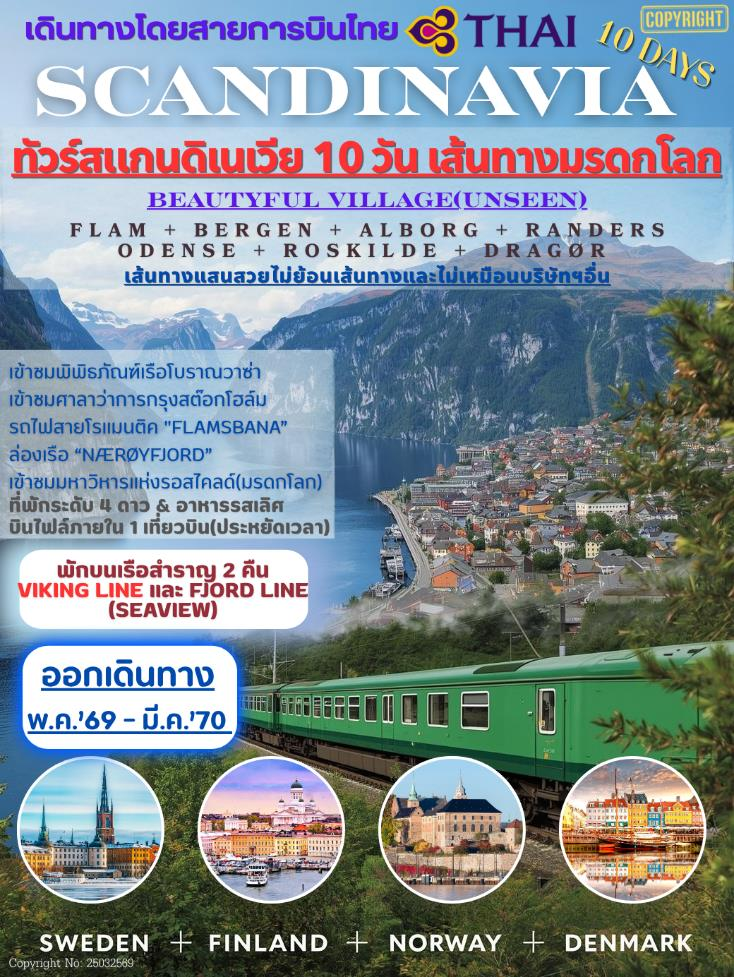 เดินทางโดยสายการบินไทย THAI
COPYRIGHT
10 DAYS
SCANDINAVIA
ทัวร์สแกนดิเนเวีย 10 วัน เส้นทางมรดกโลก
BEAUTYFUL VILLAGE(UNSEEN)
FLAM + BERGEN + ALBORG + RANDERS
ODENSE + ROSKILDE + DRAGØR
เส้นทางแสนสวยไม่ย้อนเส้นทางและไม่เหมือนบริษัทฯอื่น
เข้าชมพิพิธภัณฑ์เรือโบราณวาซ่า
เข้าชมศาลาว่าการกรุงสต๊อกโฮล์ม
รถไฟสายโรแมนติค "FLAMSBANA”
ล่องเรือ “NÆRØYFJORD”
เข้าชมมหาวิหารแห่งรอสไคลด์(มรดกโลก)
ที่พักระดับ 4 ดาว & อาหารรสเลิศ
บินไฟล์ภายใน 1 เที่ยวบิน(ประหยัดเวลา)
พักบนเรือสำราญ 2 คืน
VIKING LINE และ FJORD LINE
(SEAVIEW)
ออกเดินทาง
พ.ค.’69 - มี.ค.’70
SWEDEN + FINLAND + NORWAY + DENMARK
Copyright No: 25032569